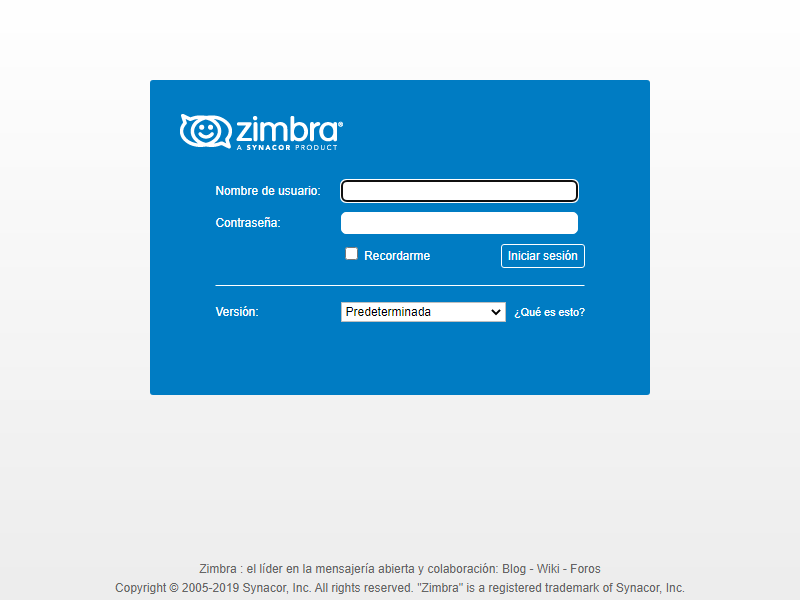 zimbra®
A SYNACOR PRODUCT
Nombre de usuario:
Contraseña:
Recordarme Iniciar sesión
Versión: Predeterminada ¿Qué es esto?
Zimbra : el líder en la mensajería abierta y colaboración: Blog - Wiki - Foros
Copyright © 2005-2019 Synacor, Inc. All rights reserved. "Zimbra" is a registered trademark of Synacor, Inc.